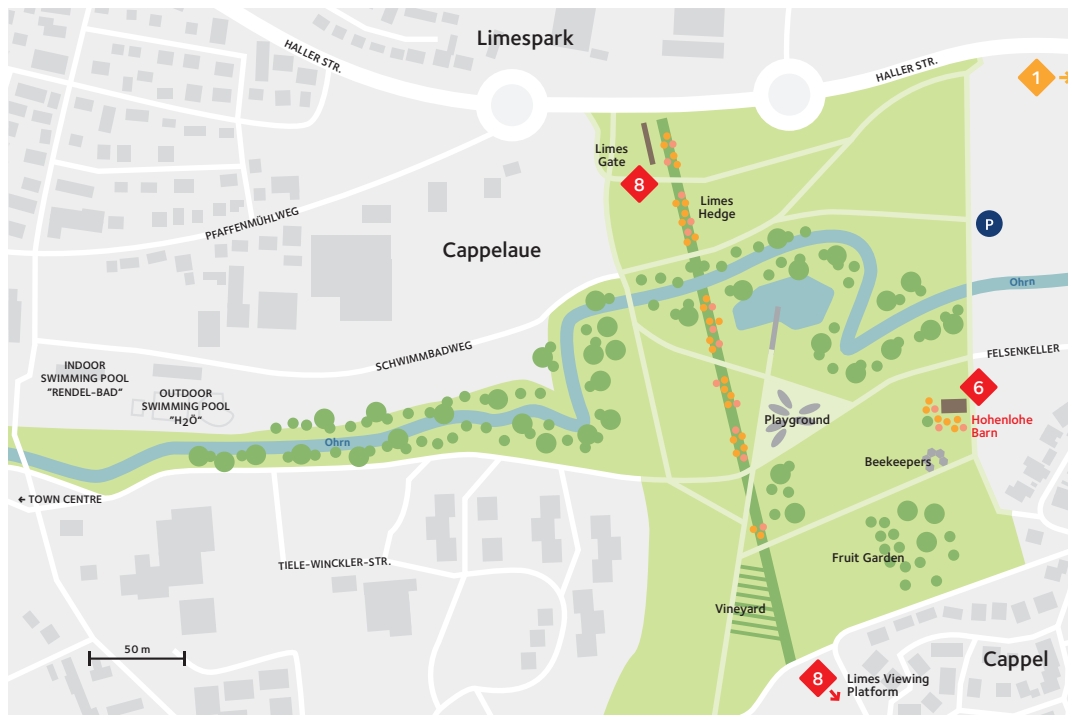 Limespark
HALLER STR.
HALLER STR.
1
Limes
Gate
8
Limes
Hedge
PFAFFENMÜHLWEG
Cappelaue
P
Ohrn
SCHWIMMBADWEG
FELSENKELLER
INDOOR
SWIMMING POOL
"RENDEL-BAD“
OUTDOOR
SWIMMING POOL
"H2Ö“
6
Playground
Hohenlohe
Barn
Ohrn
Beekeepers
← TOWN CENTRE
Fruit Garden
TIELE-WINCKLER-STR.
Vineyard
50 m
Cappel
8
Limes Viewing
Platform